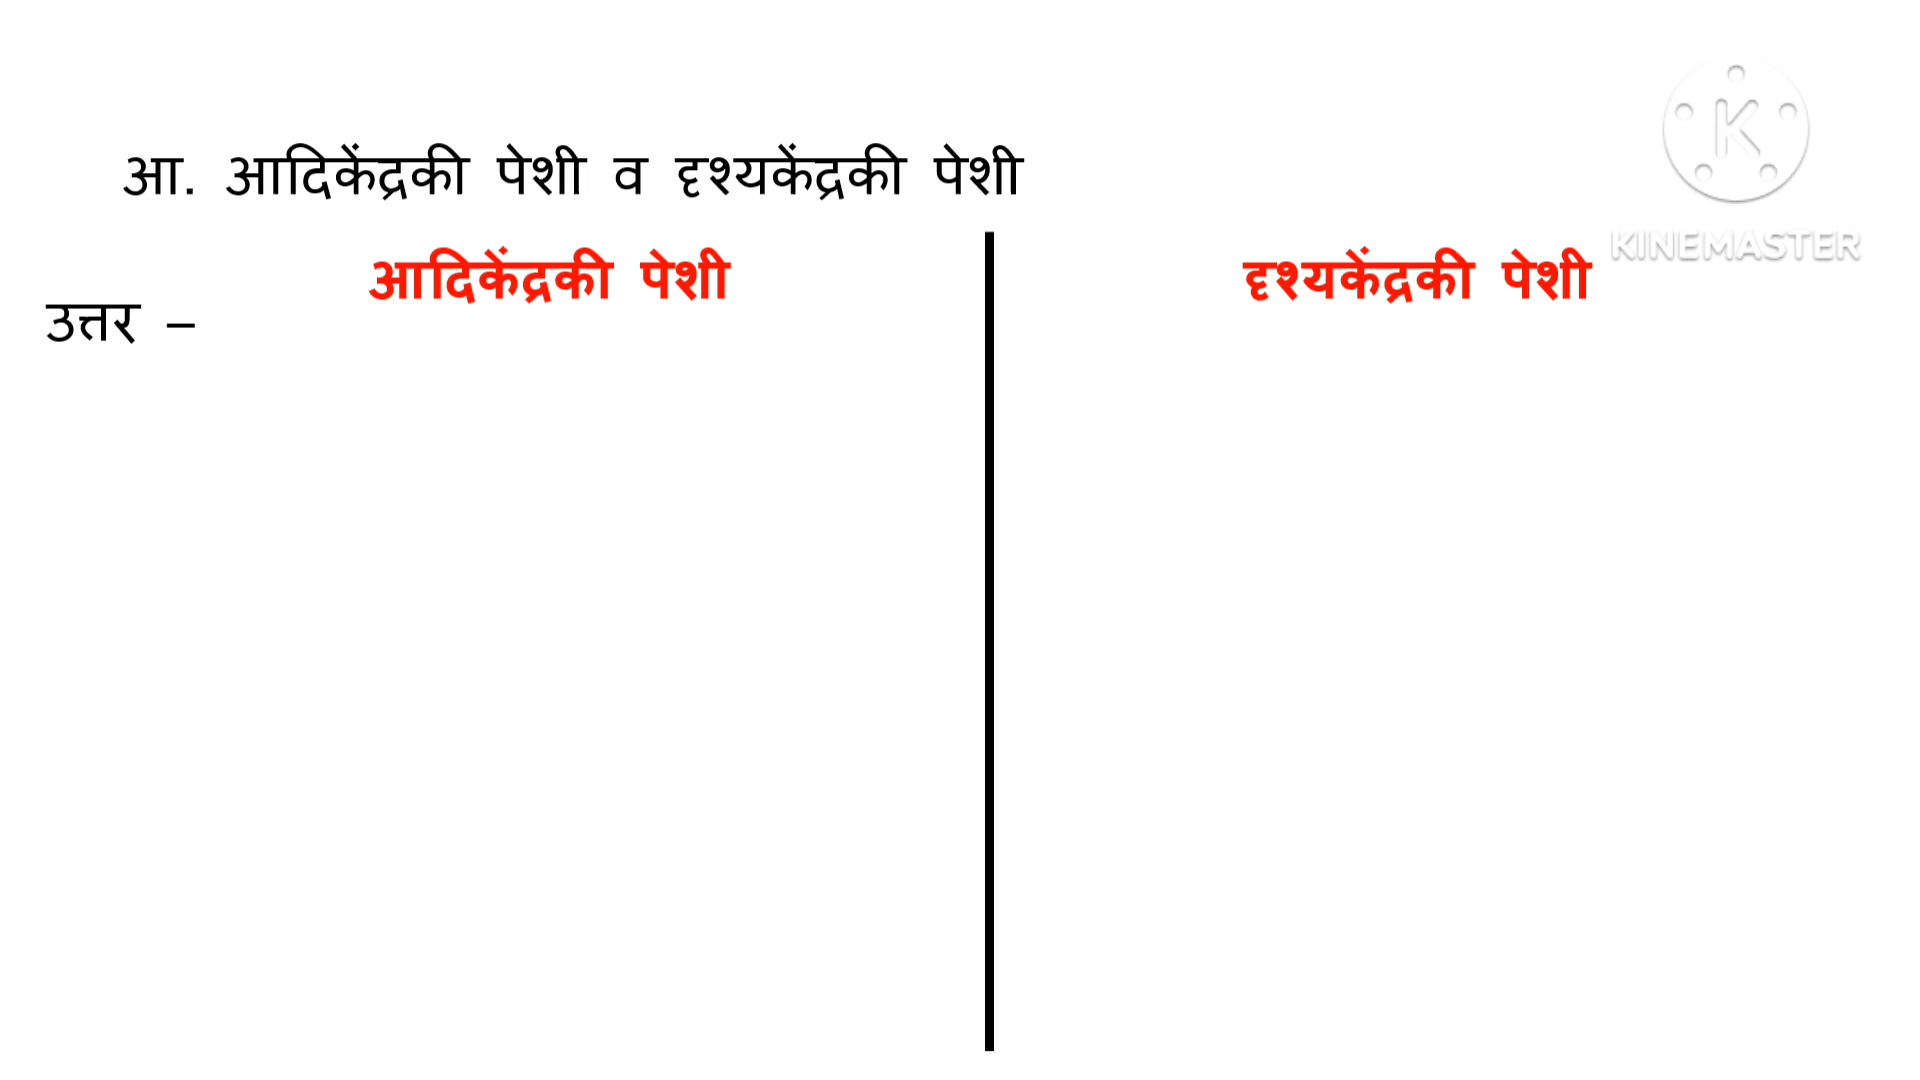 आ. आदिकेंद्रकी पेशी व दृश्यकेंद्रकी पेशी
आदिकेंद्रकी पेशी
दृश्यकेंद्रकी पेशी
उत्तर –
K
KINEMASTER